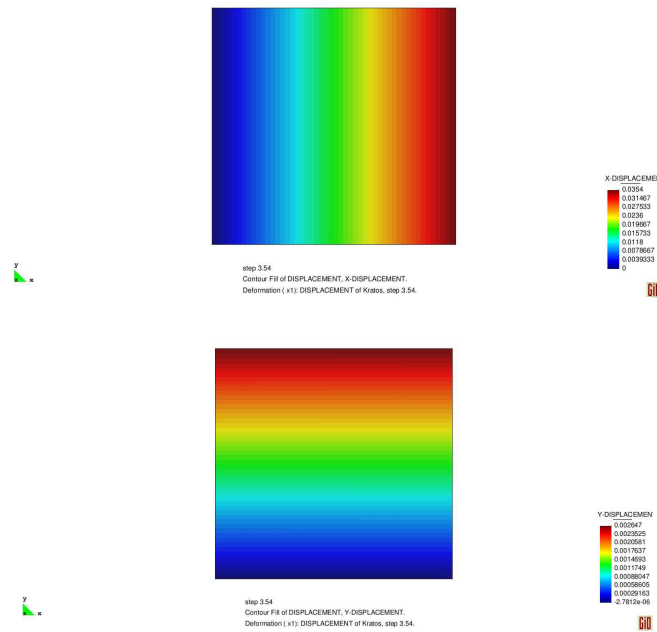 X-DISPLACEME
0.0354
0.031467
0.027533
0.0236
0.019667
0.015733
0.0118
0.0078667
0.0039333
0
y
x
step 3.54
Contour Fill of DISPLACEMENT, X-DISPLACEMENT.
Deformation ( x1): DISPLACEMENT of Kratos, step 3.54.
Gi
Y-DISPLACEMEN
0.002647
0.0023525
0.0020581
0.0017637
0.0014693
0.0011749
0.00088047
0.00058605
0.00029163
-2.7812e-06
y
x
step 3.54
Contour Fill of DISPLACEMENT, Y-DISPLACEMENT.
Deformation ( x1): DISPLACEMENT of Kratos, step 3.54.
GiD